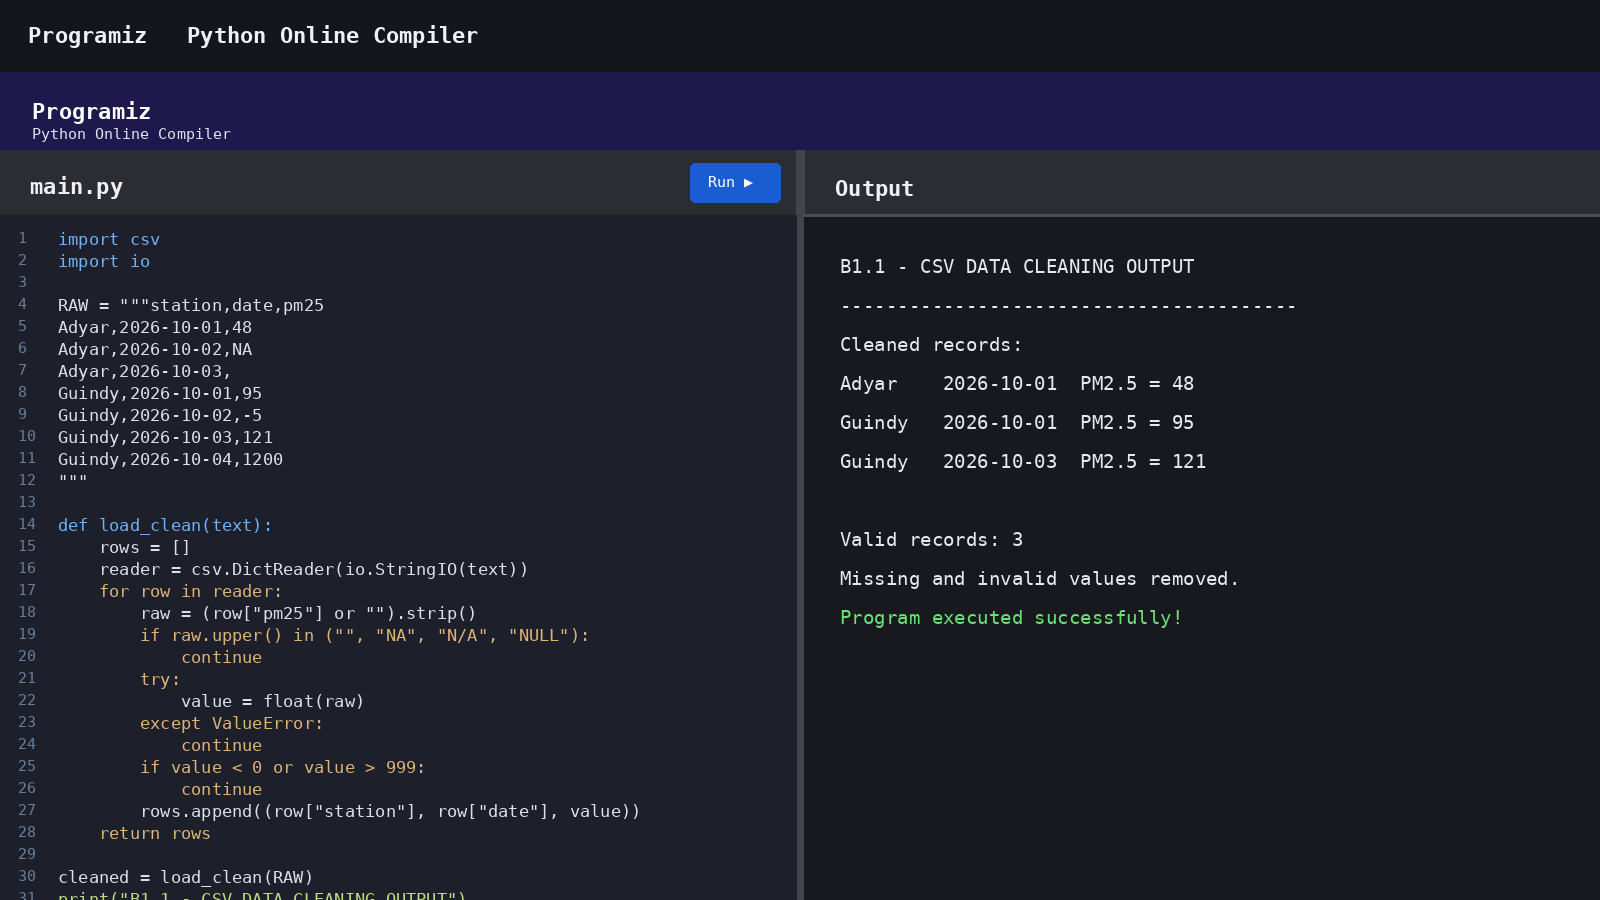 Programiz Python Online Compiler
Programiz
Python Online Compiler
main.py
Run ▶
1 import csv
2 import io
3
4 RAW = """station,date,pm25
5 Adyar,2026-10-01,48
6 Adyar,2026-10-02,NA
7 Adyar,2026-10-03,
8 Guindy,2026-10-01,95
9 Guindy,2026-10-02,-5
10 Guindy,2026-10-03,121
11 Guindy,2026-10-04,1200
12 """
13
14 def load_clean(text):
15     rows = []
16     reader = csv.DictReader(io.StringIO(text))
17     for row in reader:
18         raw = (row["pm25"] or "").strip()
19         if raw.upper() in ("", "NA", "N/A", "NULL"):
20             continue
21         try:
22             value = float(raw)
23         except ValueError:
24             continue
25         if value < 0 or value > 999:
26             continue
27         rows.append((row["station"], row["date"], value))
28     return rows
29
30 cleaned = load_clean(RAW)
31 print("B1.1 - CSV DATA CLEANING OUTPUT")
Output
B1.1 - CSV DATA CLEANING OUTPUT
----------------------------------------
Cleaned records:
Adyar    2026-10-01  PM2.5 = 48
Guindy   2026-10-01  PM2.5 = 95
Guindy   2026-10-03  PM2.5 = 121
Valid records: 3
Missing and invalid values removed.
Program executed successfully!